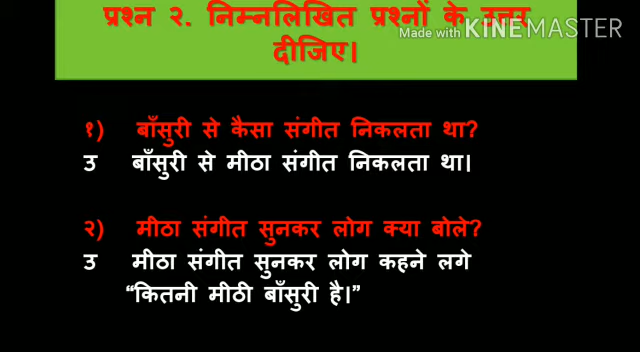 प्रश्न २. निम्नलिखित प्रश्नों के उत्तर
Made with KINEMASTER
दीजिए।
१) बाँसुरी से कैसा संगीत निकलता था?
उ बाँसुरी से मीठा संगीत निकलता था।
२) मीठा संगीत सुनकर लोग क्या बोले?
उ मीठा संगीत सुनकर लोग कहने लगे
“कितनी मीठी बाँसुरी है।”